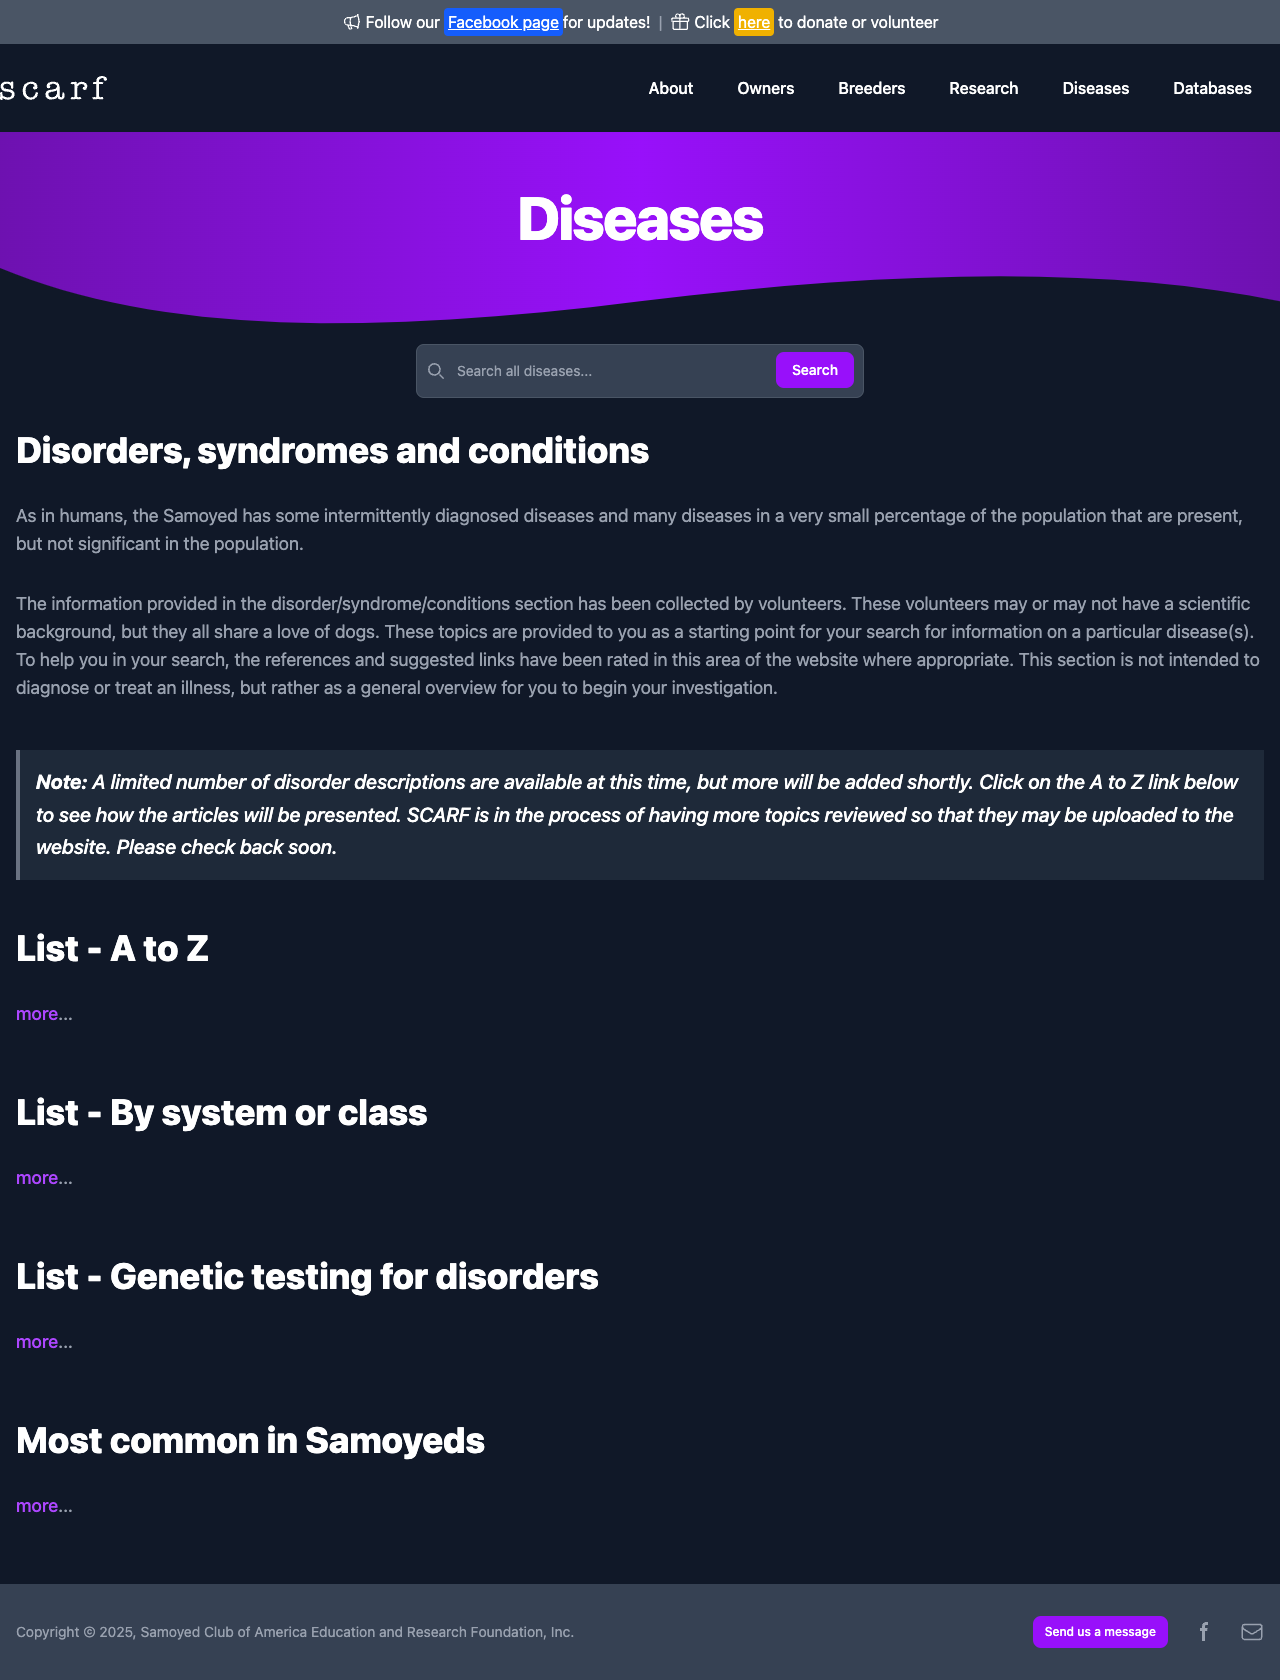 Follow our Facebook page for updates! | Click here to donate or volunteer
scarf
About Owners Breeders Research Diseases Databases
Diseases
Search all diseases... Search
Disorders, syndromes and conditions
As in humans, the Samoyed has some intermittently diagnosed diseases and many diseases in a very small percentage of the population that are present,
but not significant in the population.
The information provided in the disorder/syndrome/conditions section has been collected by volunteers. These volunteers may or may not have a scientific
background, but they all share a love of dogs. These topics are provided to you as a starting point for your search for information on a particular disease(s).
To help you in your search, the references and suggested links have been rated in this area of the website where appropriate. This section is not intended to
diagnose or treat an illness, but rather as a general overview for you to begin your investigation.
Note: A limited number of disorder descriptions are available at this time, but more will be added shortly. Click on the A to Z link below
to see how the articles will be presented. SCARF is in the process of having more topics reviewed so that they may be uploaded to the
website. Please check back soon.
List - A to Z
more...
List - By system or class
more...
List - Genetic testing for disorders
more...
Most common in Samoyeds
more...
Copyright © 2025, Samoyed Club of America Education and Research Foundation, Inc. Send us a message